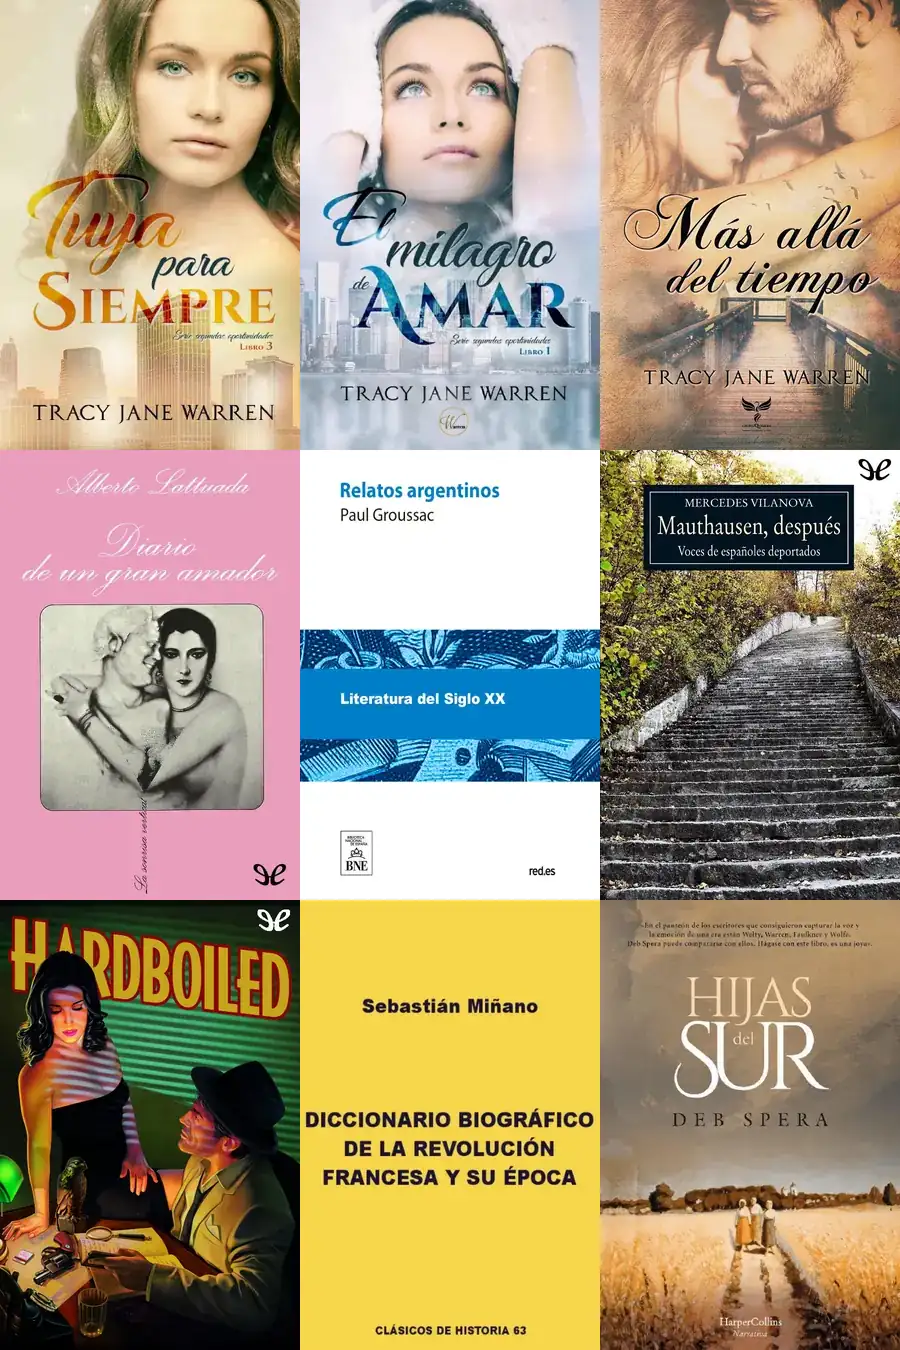 Tuya
para
SIEMPRE
Serie segundas oportunidades
LIBRO 3
TRACY JANE WARREN
El
milagro
de
AMAR
Serie segundas oportunidades
LIBRO 1
TRACY JANE WARREN
Más allá
del tiempo
TRACY JANE WARREN
Alberto Lattuada
Diario
de un gran amador
La sonrisa vertical
Relatos argentinos
Paul Groussac
Literatura del Siglo XX
BIBLIOTECA
NACIONAL
DE ESPAÑA
BNE
red.es
MERCEDES VILANOVA
Mauthausen, después
Voces de españoles deportados
HARDBOILED
Sebastián Miñano
DICCIONARIO BIOGRÁFICO
DE LA REVOLUCIÓN
FRANCESA Y SU ÉPOCA
CLÁSICOS DE HISTORIA 63
«En el panteón de los escritores que consiguieron capturar la voz y
la emoción de una era están Welty, Warren, Faulkner y Wolfe.
Deb Spera puede compararse con ellos. Hágase con este libro, es una joya».
HIJAS
del
SUR
DEB SPERA
HarperCollins
Narrativa